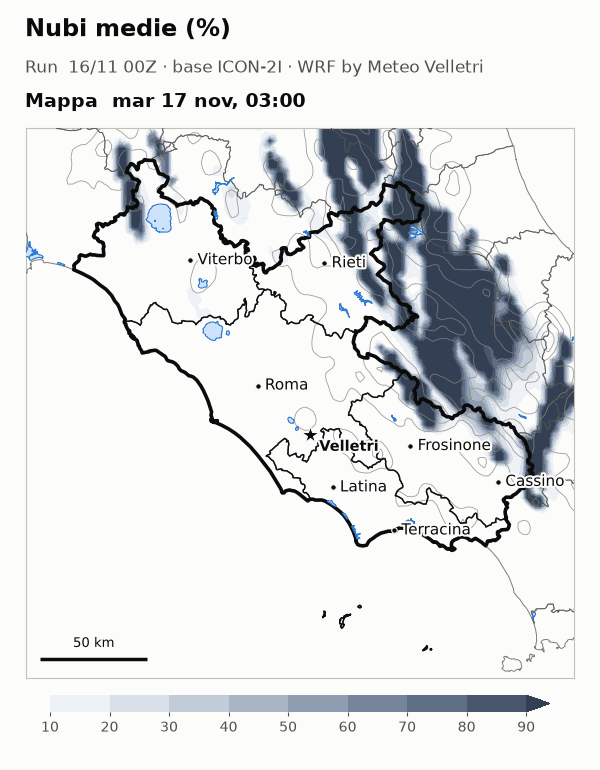 Nubi medie (%)
Run 16/11 00Z · base ICON-2I · WRF by Meteo Velletri
Mappa mar 17 nov, 03:00
Viterbo
Rieti
Roma
Velletri
Frosinone
Cassino
Latina
Terracina
50 km
10 20 30 40 50 60 70 80 90